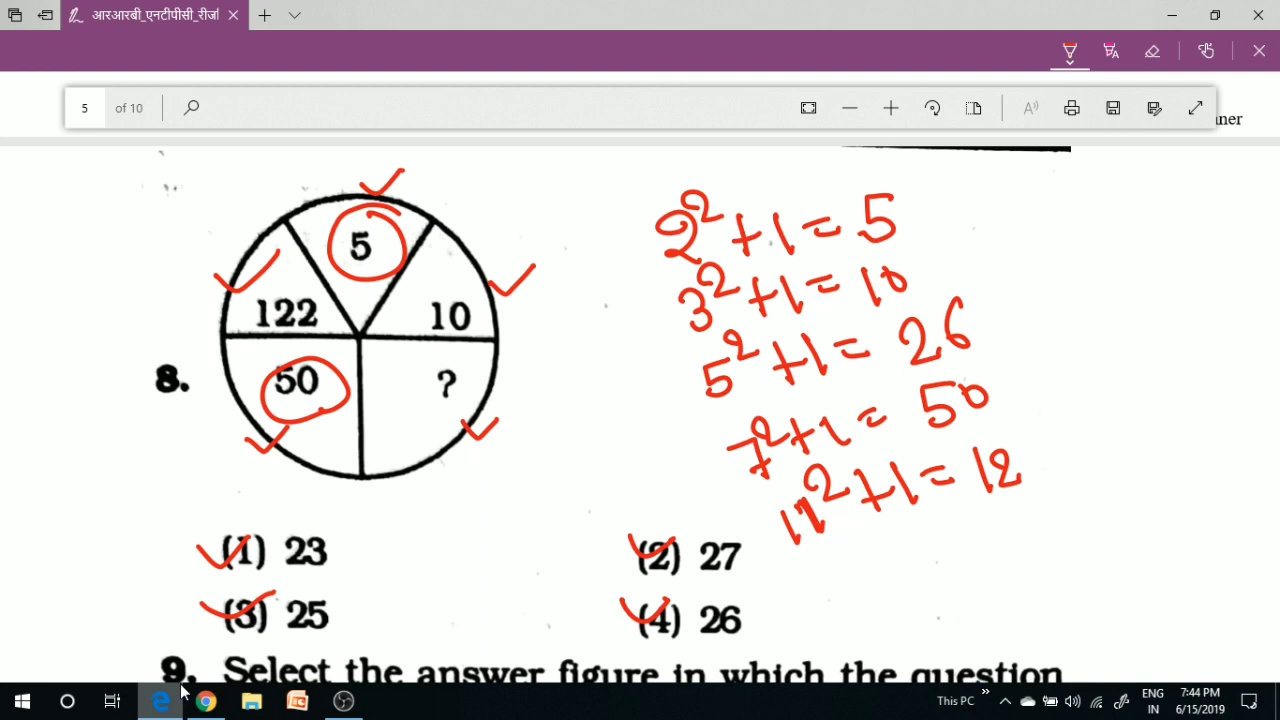 आरआरबी_एनटीपीसी_रीजं
5 of 10
nner
5
122
10
50
?
8.
2² + 1 = 5
3² + 1 = 10
5² + 1 = 26
7² + 1 = 50
11² + 1 = 12
(1) 23
(2) 27
(3) 25
(4) 26
9. Select the answer figure in which the question
This PC
ENG
IN
7:44 PM
6/15/2019